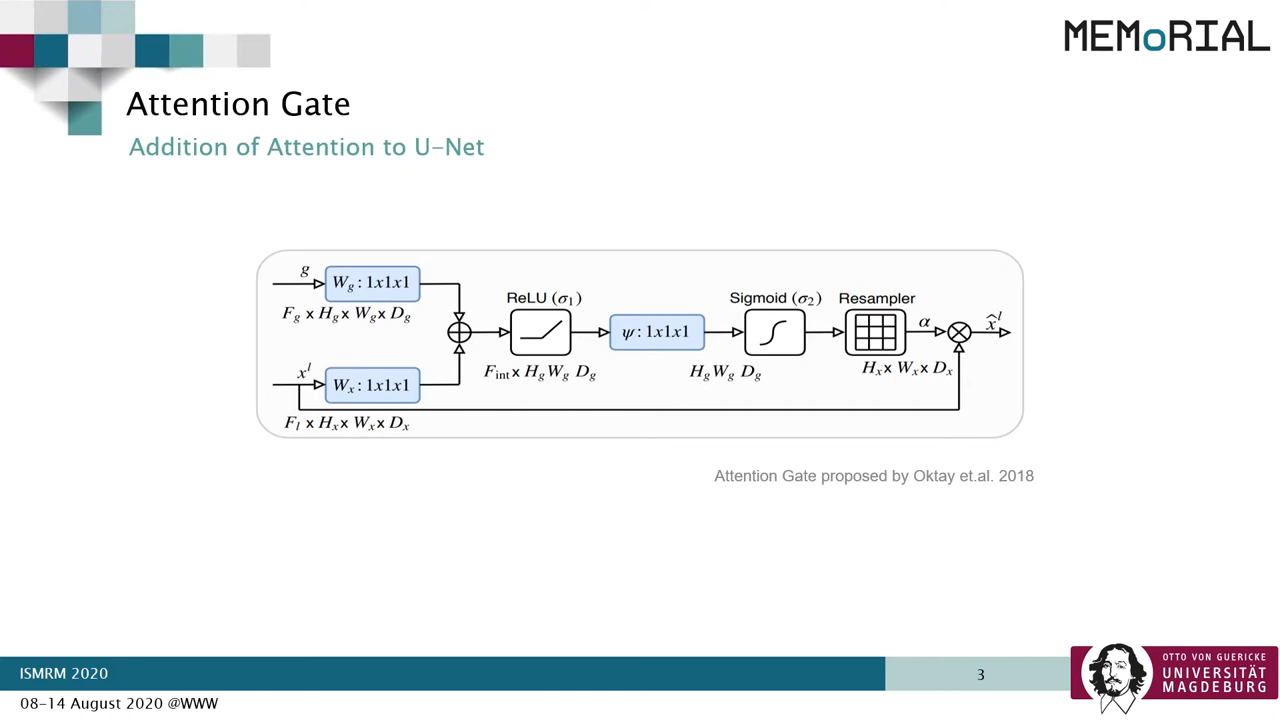 MEMoRIAL
Attention Gate
Addition of Attention to U-Net
g
W_g : 1x1x1
F_g x H_g x W_g x D_g
x^l
W_x : 1x1x1
F_l x H_x x W_x x D_x
ReLU (σ_1)
F_int x H_g W_g D_g
ψ : 1x1x1
Sigmoid (σ_2)
H_g W_g D_g
Resampler
α
x̂^l
H_x x W_x x D_x
Attention Gate proposed by Oktay et.al. 2018
ISMRM 2020
3
08-14 August 2020 @WWW
OTTO VON GUERICKE
UNIVERSITÄT
MAGDEBURG